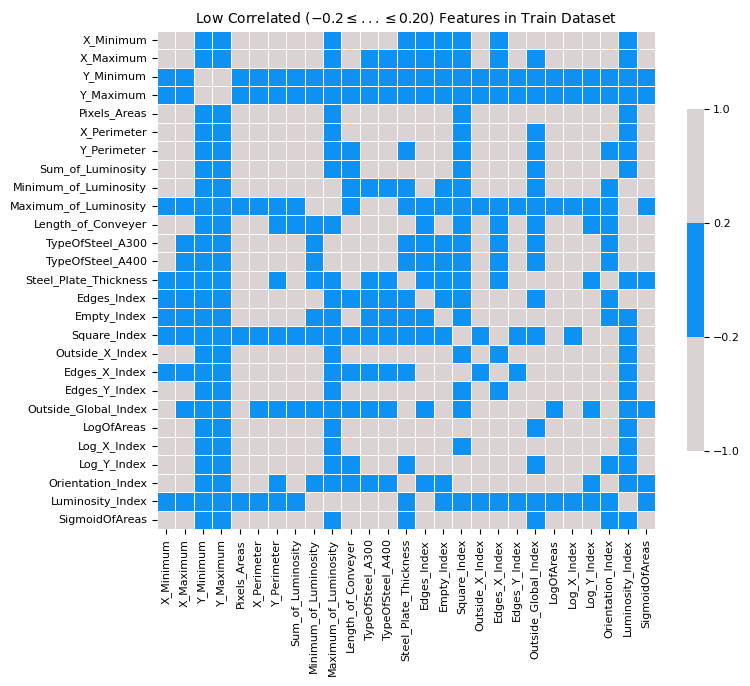 Low Correlated (−0.2 ≤ ... ≤ 0.20) Features in Train Dataset
X_Minimum
X_Maximum
Y_Minimum
Y_Maximum
Pixels_Areas
X_Perimeter
Y_Perimeter
Sum_of_Luminosity
Minimum_of_Luminosity
Maximum_of_Luminosity
Length_of_Conveyer
TypeOfSteel_A300
TypeOfSteel_A400
Steel_Plate_Thickness
Edges_Index
Empty_Index
Square_Index
Outside_X_Index
Edges_X_Index
Edges_Y_Index
Outside_Global_Index
LogOfAreas
Log_X_Index
Log_Y_Index
Orientation_Index
Luminosity_Index
SigmoidOfAreas
X_Minimum
X_Maximum
Y_Minimum
Y_Maximum
Pixels_Areas
X_Perimeter
Y_Perimeter
Sum_of_Luminosity
Minimum_of_Luminosity
Maximum_of_Luminosity
Length_of_Conveyer
TypeOfSteel_A300
TypeOfSteel_A400
Steel_Plate_Thickness
Edges_Index
Empty_Index
Square_Index
Outside_X_Index
Edges_X_Index
Edges_Y_Index
Outside_Global_Index
LogOfAreas
Log_X_Index
Log_Y_Index
Orientation_Index
Luminosity_Index
SigmoidOfAreas
1.0
0.2
−0.2
−1.0